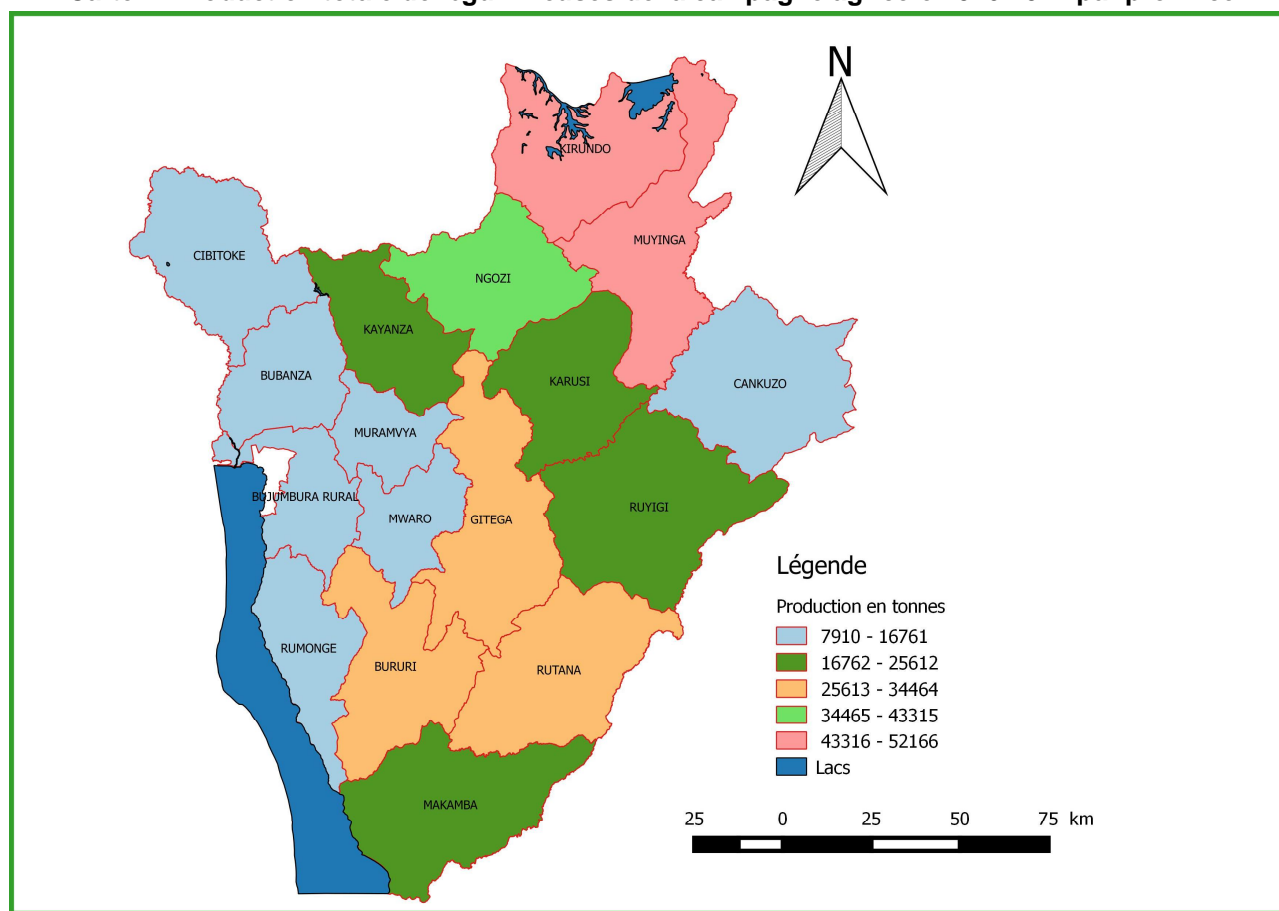 N
KIRUNDO
MUYINGA
CIBITOKE
NGOZI
KAYANZA
BUBANZA
KARUSI
CANKUZO
MURAMVYA
BUJUMBURA RURAL
RUYIGI
MWARO
GITEGA
RUMONGE
BURURI
RUTANA
MAKAMBA
Légende
Production en tonnes
7910 - 16761
16762 - 25612
25613 - 34464
34465 - 43315
43316 - 52166
Lacs
25 0 25 50 75 km